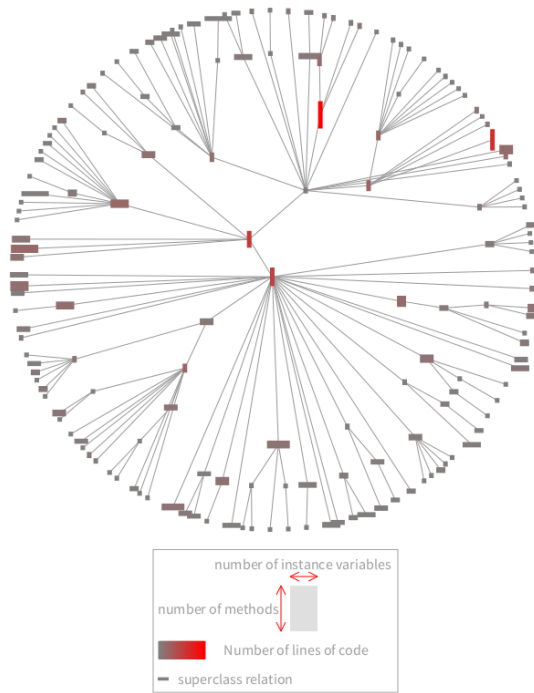 number of instance variables
number of methods
Number of lines of code
superclass relation